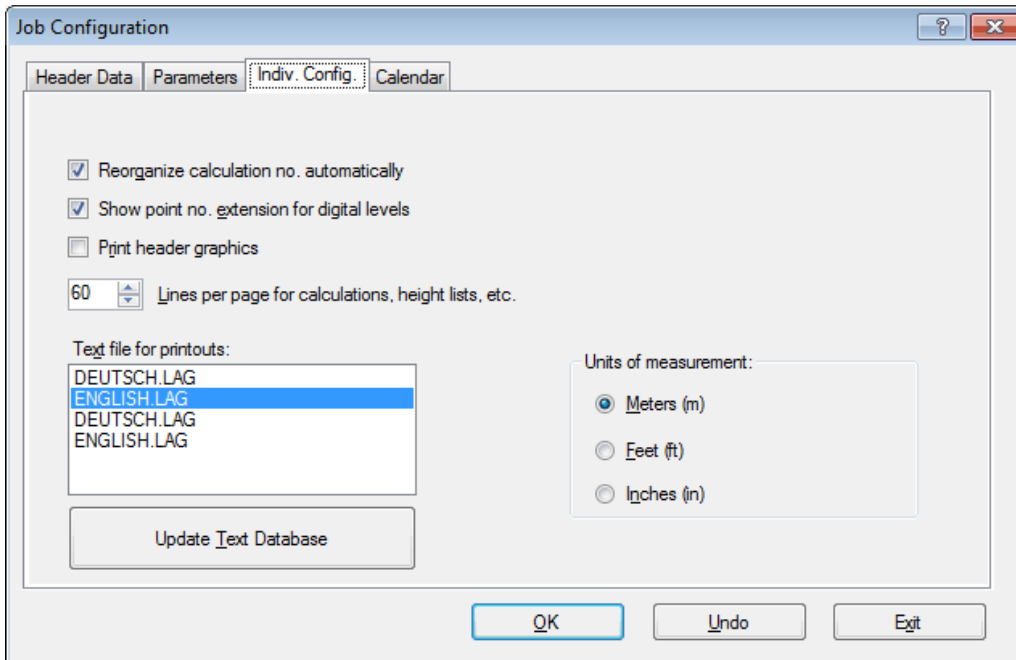 Job Configuration
Header Data Parameters Indiv. Config. Calendar
Reorganize calculation no. automatically
Show point no. extension for digital levels
Print header graphics
60 Lines per page for calculations, height lists, etc.
Text file for printouts:
DEUTSCH.LAG
ENGLISH.LAG
DEUTSCH.LAG
ENGLISH.LAG
Update Text Database
Units of measurement:
Meters (m)
Feet (ft)
Inches (in)
OK Undo Exit